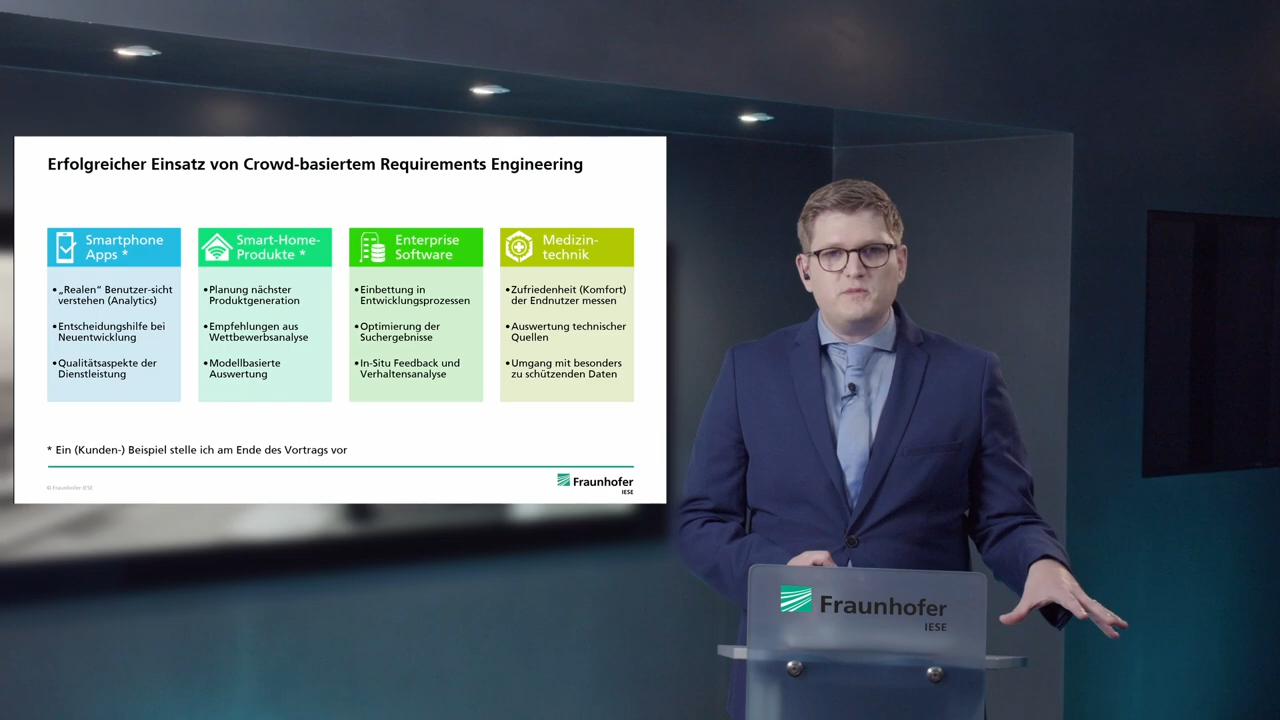 Erfolgreicher Einsatz von Crowd-basiertem Requirements Engineering
Smartphone
Apps *
•„Realen“ Benutzer-sicht
verstehen (Analytics)
•Entscheidungshilfe bei
Neuentwicklung
•Qualitätsaspekte der
Dienstleistung
Smart-Home-
Produkte *
•Planung nächster
Produktgeneration
•Empfehlungen aus
Wettbewerbsanalyse
•Modellbasierte
Auswertung
Enterprise
Software
•Einbettung in
Entwicklungsprozessen
•Optimierung der
Suchergebnisse
•In-Situ Feedback und
Verhaltensanalyse
Medizin-
technik
•Zufriedenheit (Komfort)
der Endnutzer messen
•Auswertung technischer
Quellen
•Umgang mit besonders
zu schützenden Daten
* Ein (Kunden-) Beispiel stelle ich am Ende des Vortrags vor
© Fraunhofer IESE
Fraunhofer
IESE
Fraunhofer
IESE